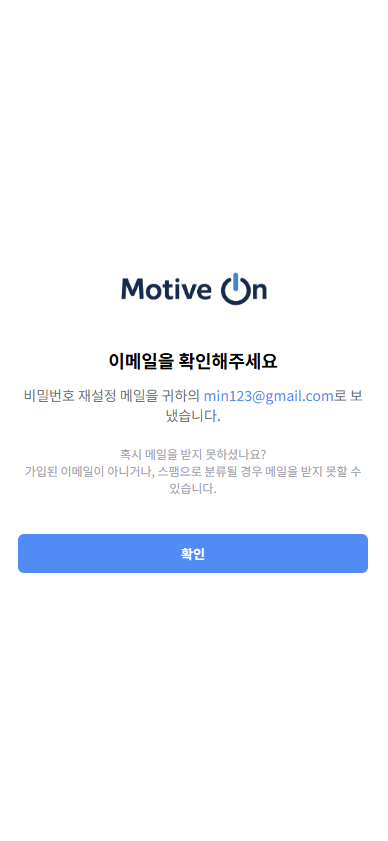 Motive On
이메일을 확인해주세요
비밀번호 재설정 메일을 귀하의 min123@gmail.com로 보
냈습니다.
혹시 메일을 받지 못하셨나요?
가입된 이메일이 아니거나, 스팸으로 분류될 경우 메일을 받지 못할 수
있습니다.
확인